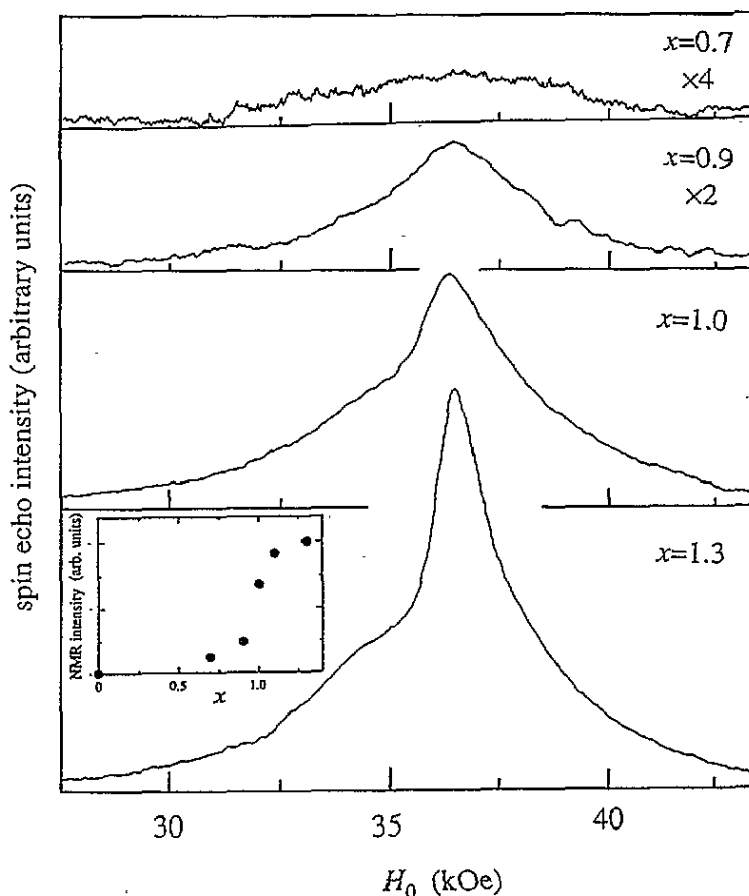 x=0.7
×4
x=0.9
×2
x=1.0
x=1.3
spin echo intensity (arbitrary units)
NMR intensity (arb. units)
0 0.5 1.0
x
30 35 40
H₀ (kOe)